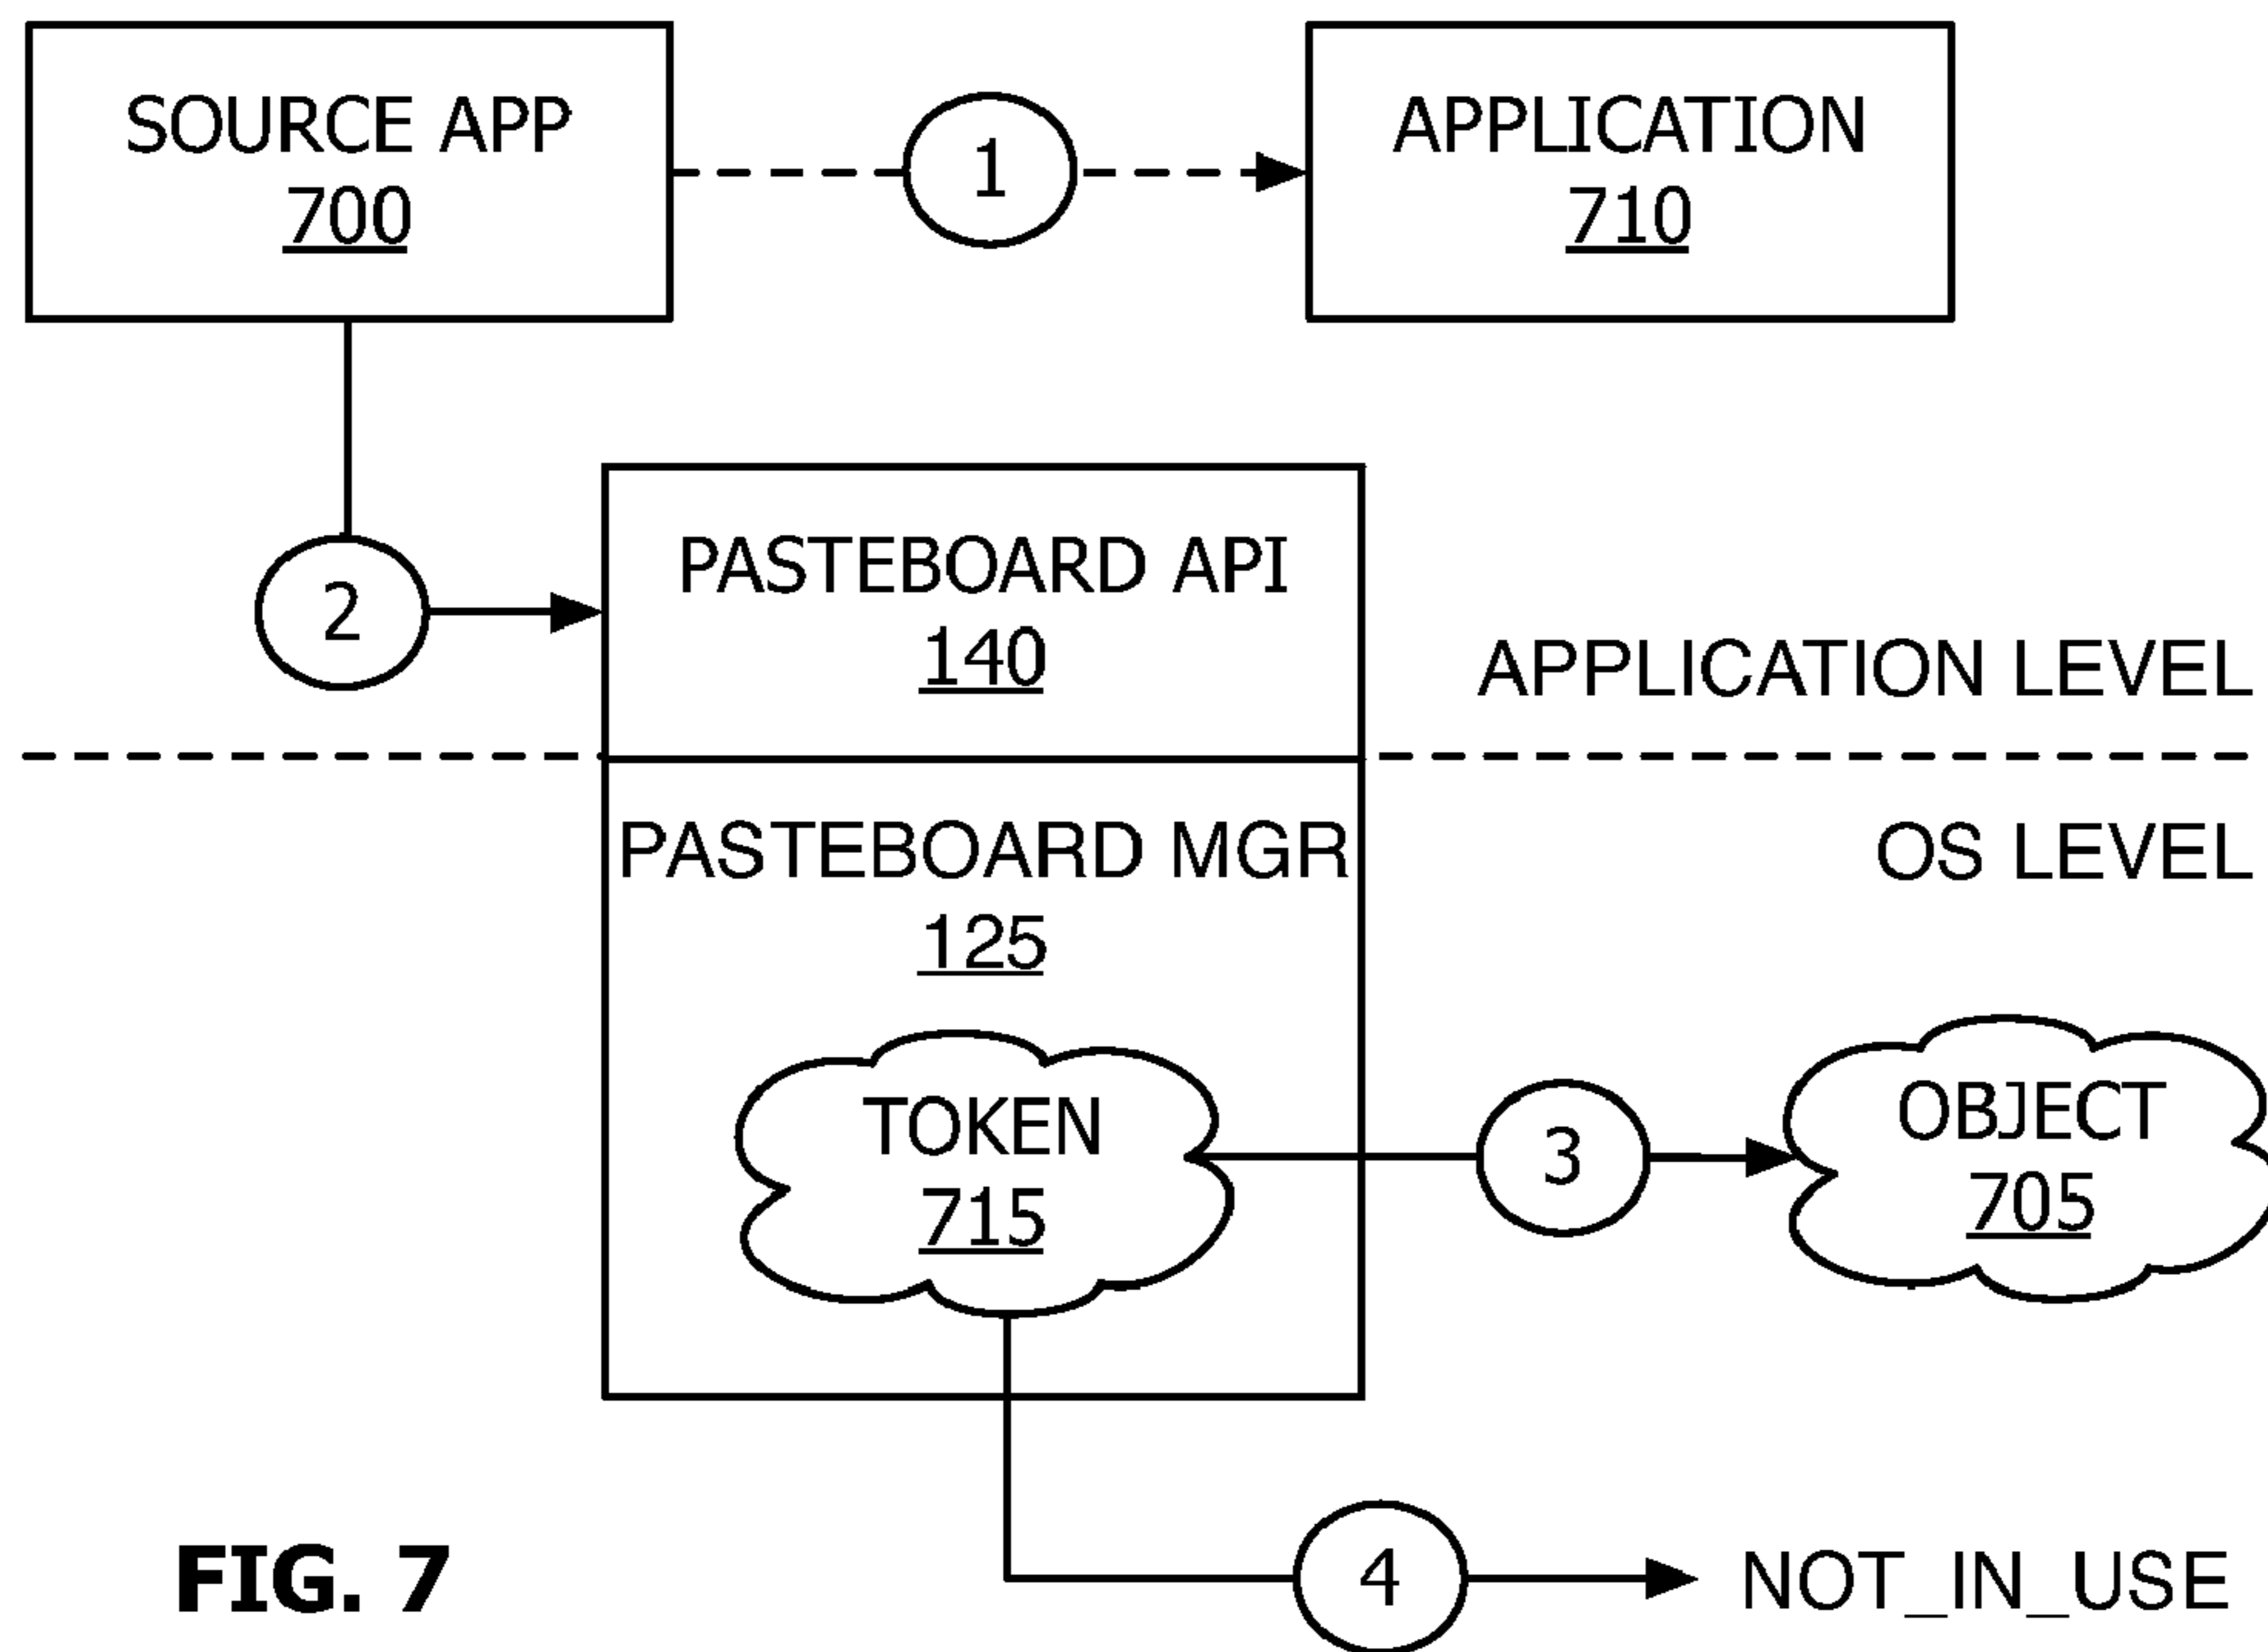 SOURCE APP
700
1
APPLICATION
710
2
PASTEBOARD API
140
APPLICATION LEVEL
PASTEBOARD MGR
125
OS LEVEL
TOKEN
715
3
OBJECT
705
4
NOT_IN_USE
FIG. 7